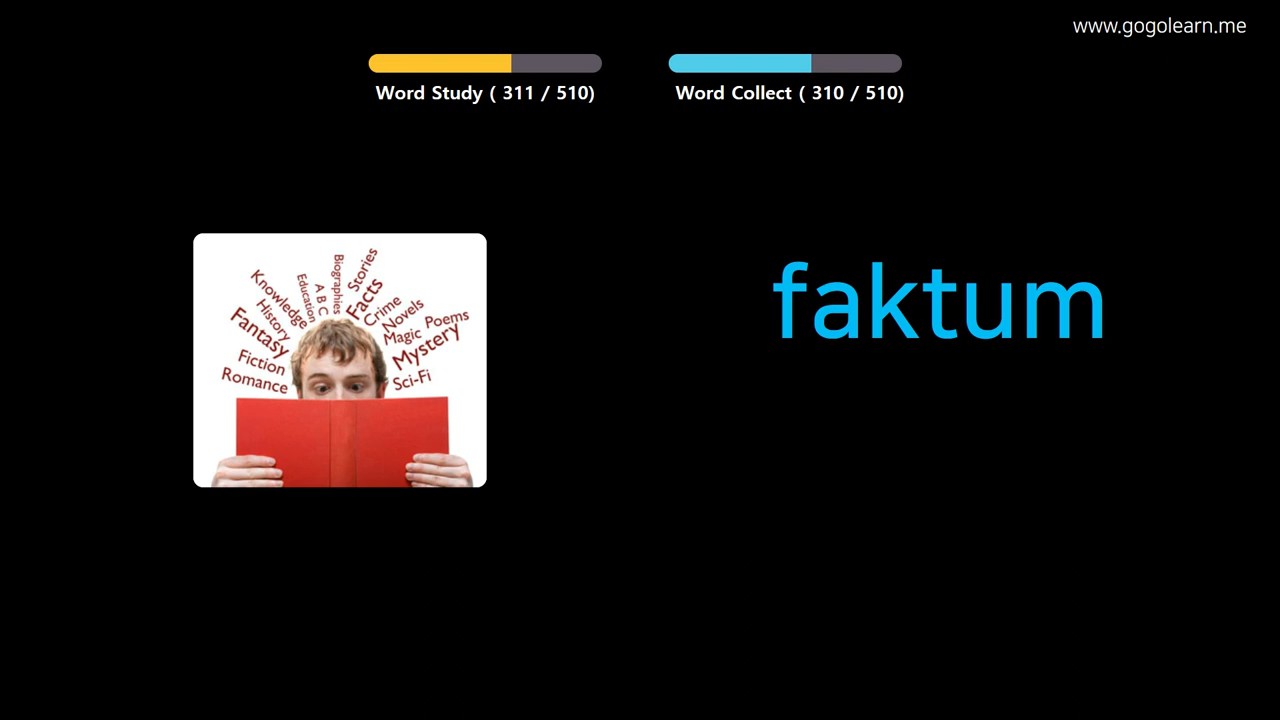 www.gogolearn.me
Word Study ( 311 / 510)
Word Collect ( 310 / 510)
faktum
Stories
Biographies
Facts
Knowledge
Education
A B C
Crime
History
Novels
Poems
Fantasy
Magic
Mystery
Fiction
Romance
Sci-Fi